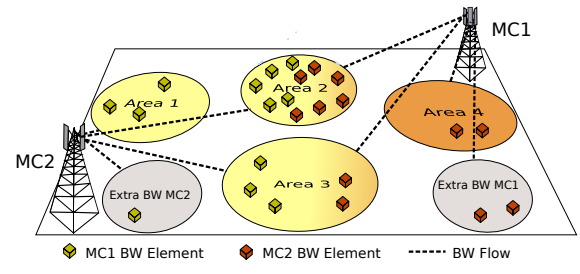 MC1
Area 1
Area 2
Area 4
MC2
Extra BW MC2
Area 3
Extra BW MC1
MC1 BW Element
MC2 BW Element
BW Flow